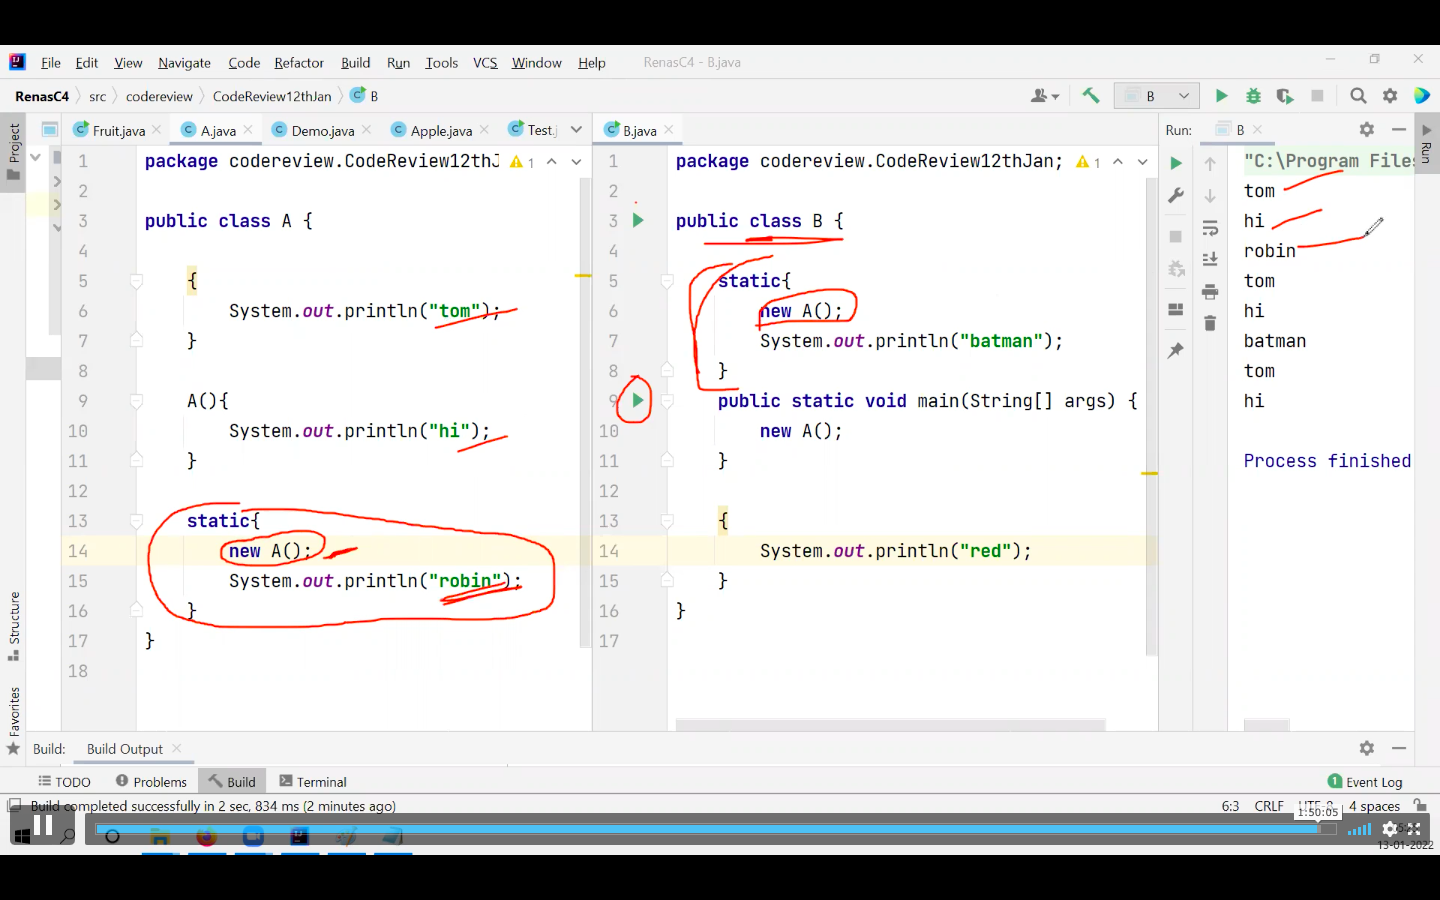 File Edit View Navigate Code Refactor Build Run Tools VCS Window Help RenasC4 - B.java
RenasC4 src codereview CodeReview12thJan B B
Project
Fruit.java A.java Demo.java Apple.java Test.j
1 package codereview.CodeReview12thJ 1
2
3 public class A {
4
5 {
6 System.out.println("tom");
7 }
8
9 A(){
10 System.out.println("hi");
11 }
12
13 static{
14 new A();
15 System.out.println("robin");
16 }
17 }
18
B.java
1 package codereview.CodeReview12thJan; 1
2
3 public class B {
4
5 static{
6 new A();
7 System.out.println("batman");
8 }
9 public static void main(String[] args) {
10 new A();
11 }
12
13 {
14 System.out.println("red");
15 }
16 }
17
Run: B
Run
"C:\Program Files
tom
hi
robin
tom
hi
batman
tom
hi
Process finished
Structure
Favorites
Build: Build Output
TODO Problems Build Terminal 1 Event Log
Build completed successfully in 2 sec, 834 ms (2 minutes ago) 6:3 CRLF 4 spaces
1:50:05
13-01-2022